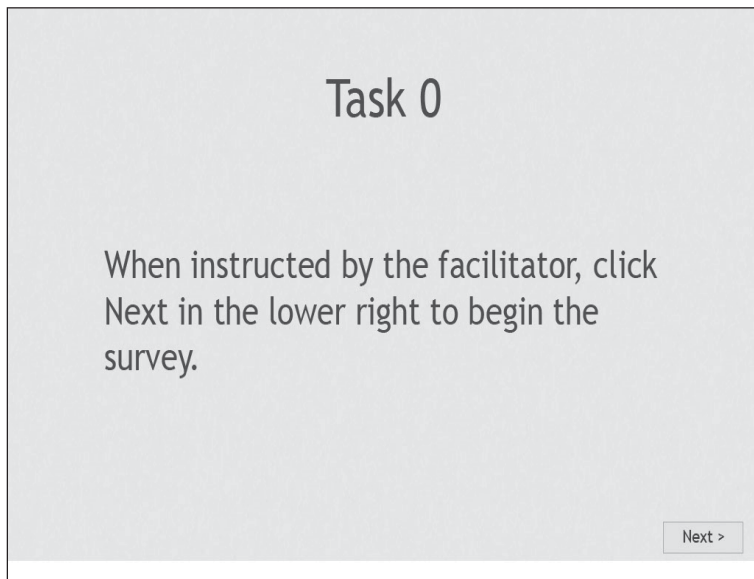 Task 0
When instructed by the facilitator, click
Next in the lower right to begin the
survey.
Next >